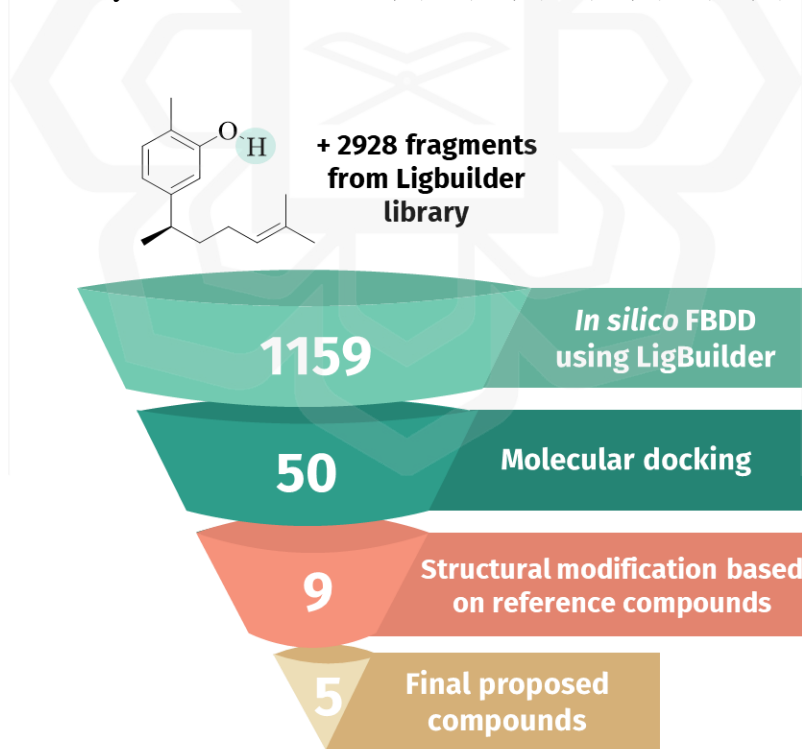 O
H
+ 2928 fragments
from Ligbuilder
library
1159
In silico FBDD
using LigBuilder
50
Molecular docking
9
Structural modification based
on reference compounds
5
Final proposed
compounds